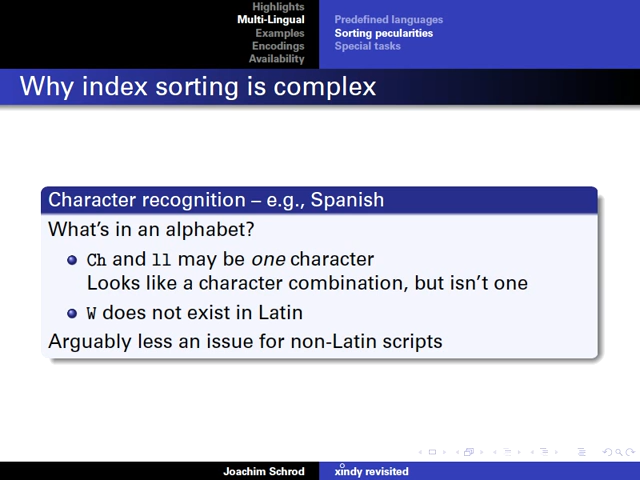 Highlights
Multi-Lingual
Examples
Encodings
Availability
Predefined languages
Sorting pecularities
Special tasks
Why index sorting is complex
Character recognition – e.g., Spanish
What's in an alphabet?
Ch and ll may be one character
Looks like a character combination, but isn't one
W does not exist in Latin
Arguably less an issue for non-Latin scripts
Joachim Schrod
xindy revisited